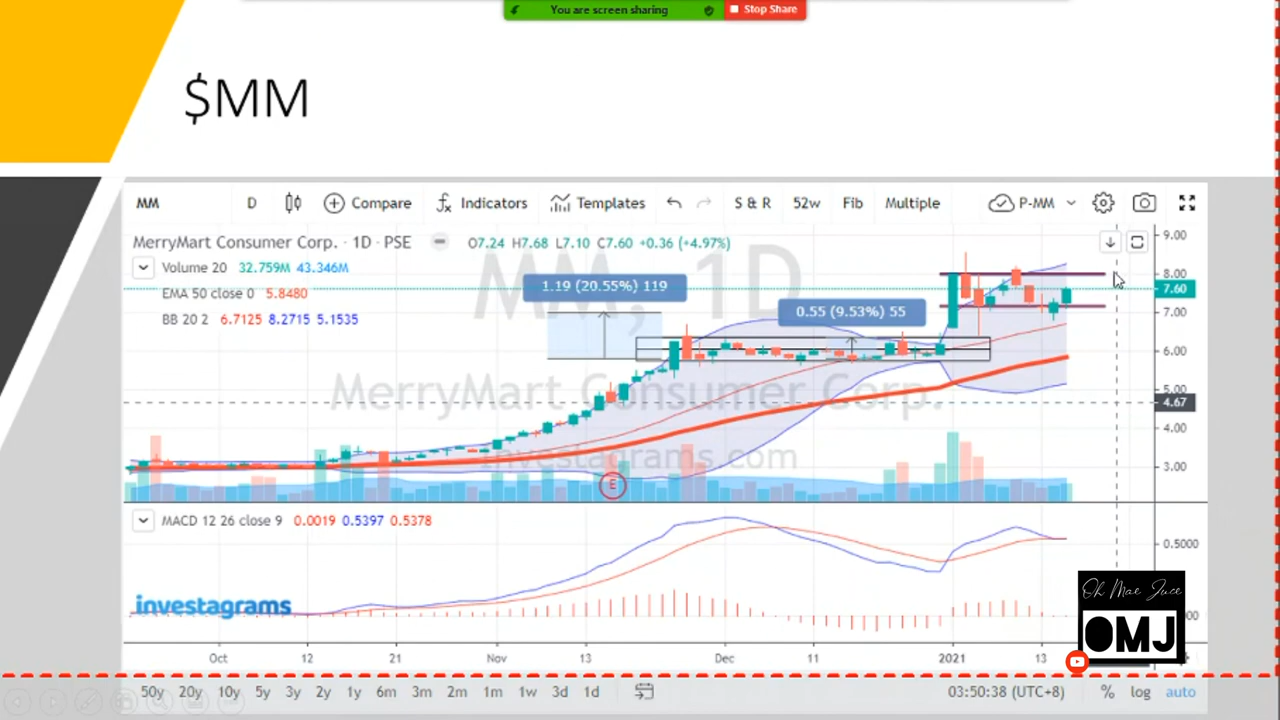 You are screen sharing Stop Share
$MM
MM D Compare Indicators Templates S & R 52w Fib Multiple P-MM
MerryMart Consumer Corp. · 1D · PSE O7.24 H7.68 L7.10 C7.60 +0.36 (+4.97%)
Volume 20 32.759M 43.346M
EMA 50 close 0 5.8480
BB 20 2 6.7125 8.2715 5.1535
MM, 1D
MerryMart Consumer Corp.
investagrams.com
1.19 (20.55%) 119
0.55 (9.53%) 55
9.00
8.00
7.60
7.00
6.00
5.00
4.67
4.00
3.00
E
MACD 12 26 close 9 0.0019 0.5397 0.5378
0.5000
investagrams
Oh Mae Juce
OMJ
Oct 12 21 Nov 13 Dec 11 2021 13
50y 20y 10y 5y 3y 2y 1y 6m 3m 2m 1m 1w 3d 1d 03:50:38 (UTC+8) % log auto